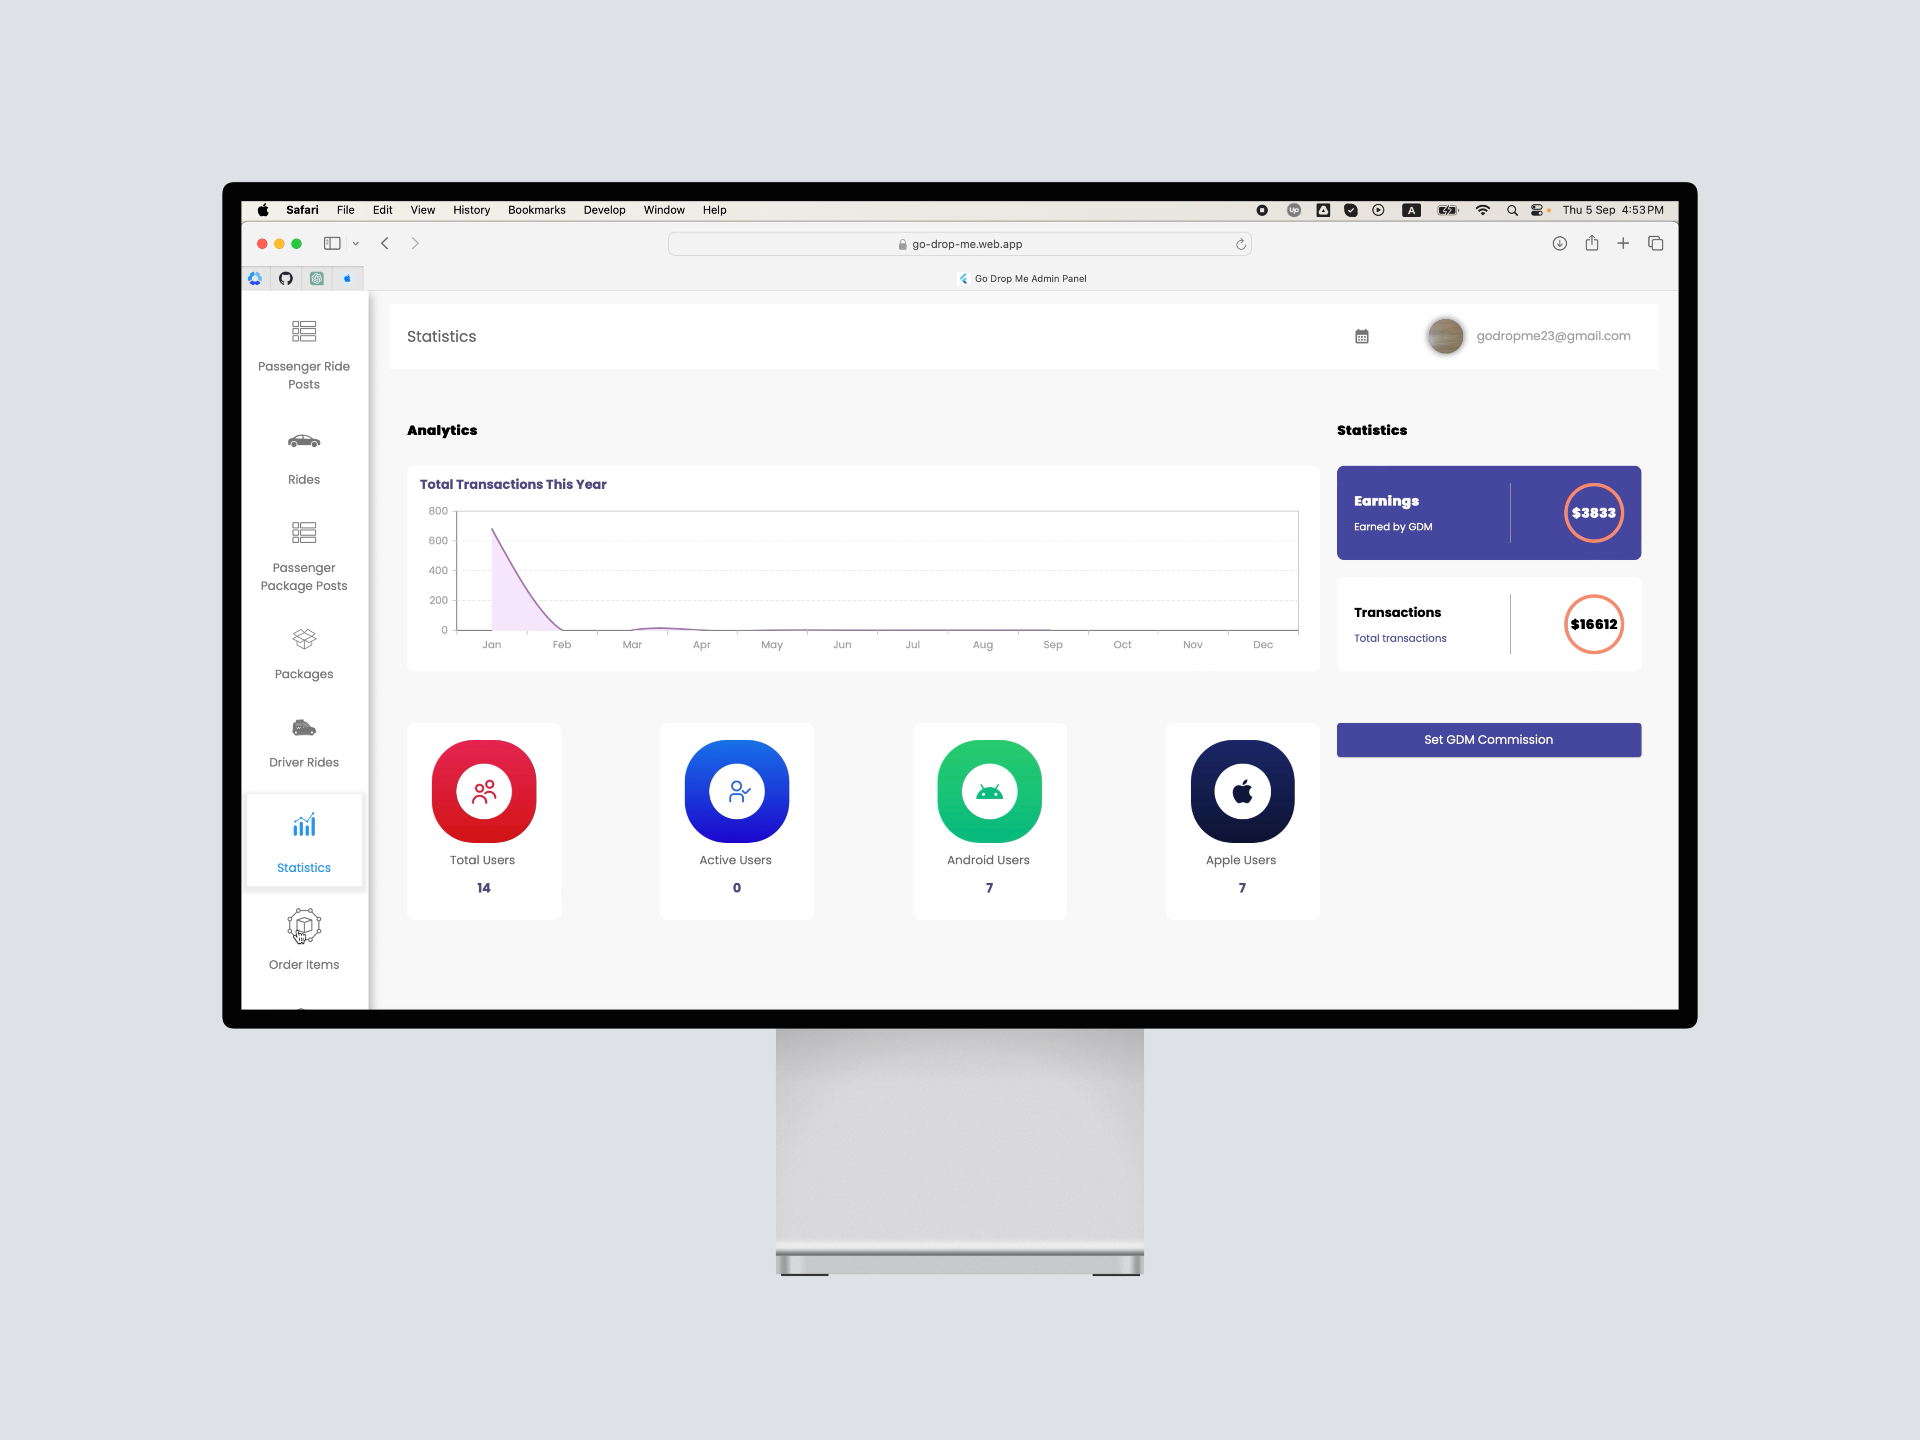 Safari File Edit View History Bookmarks Develop Window Help
Up
A
Thu 5 Sep 4:53 PM
go-drop-me.web.app
Go Drop Me Admin Panel
Passenger Ride
Posts
Rides
Passenger
Package Posts
Packages
Driver Rides
Statistics
Order Items
Statistics
godropme23@gmail.com
Analytics
Total Transactions This Year
800
600
400
200
0
Jan Feb Mar Apr May Jun Jul Aug Sep Oct Nov Dec
Statistics
Earnings
Earned by GDM
$3833
Transactions
Total transactions
$16612
Set GDM Commission
Total Users
14
Active Users
0
Android Users
7
Apple Users
7